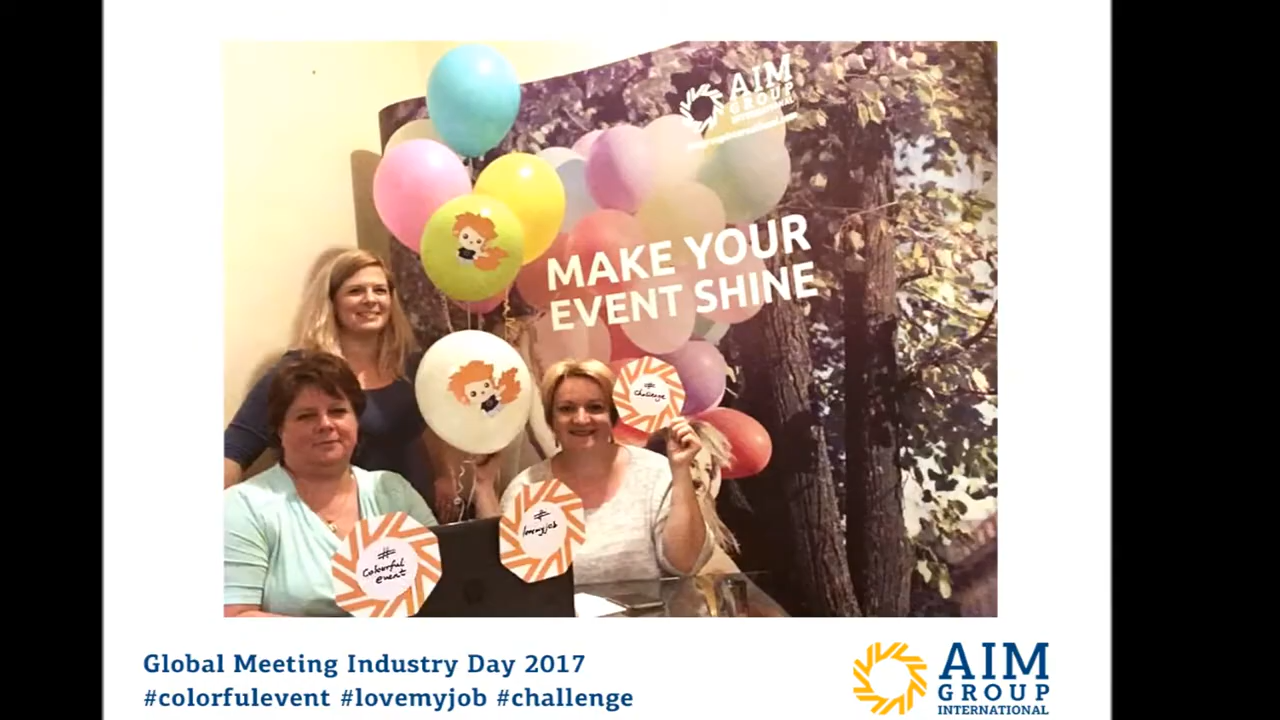 AIM
GROUP
INTERNATIONAL
MAKE YOUR
EVENT SHINE
#
challenge
#
lovemyjob
#
Colourful
event
Global Meeting Industry Day 2017
#colorfulevent #lovemyjob #challenge
AIM
GROUP
INTERNATIONAL